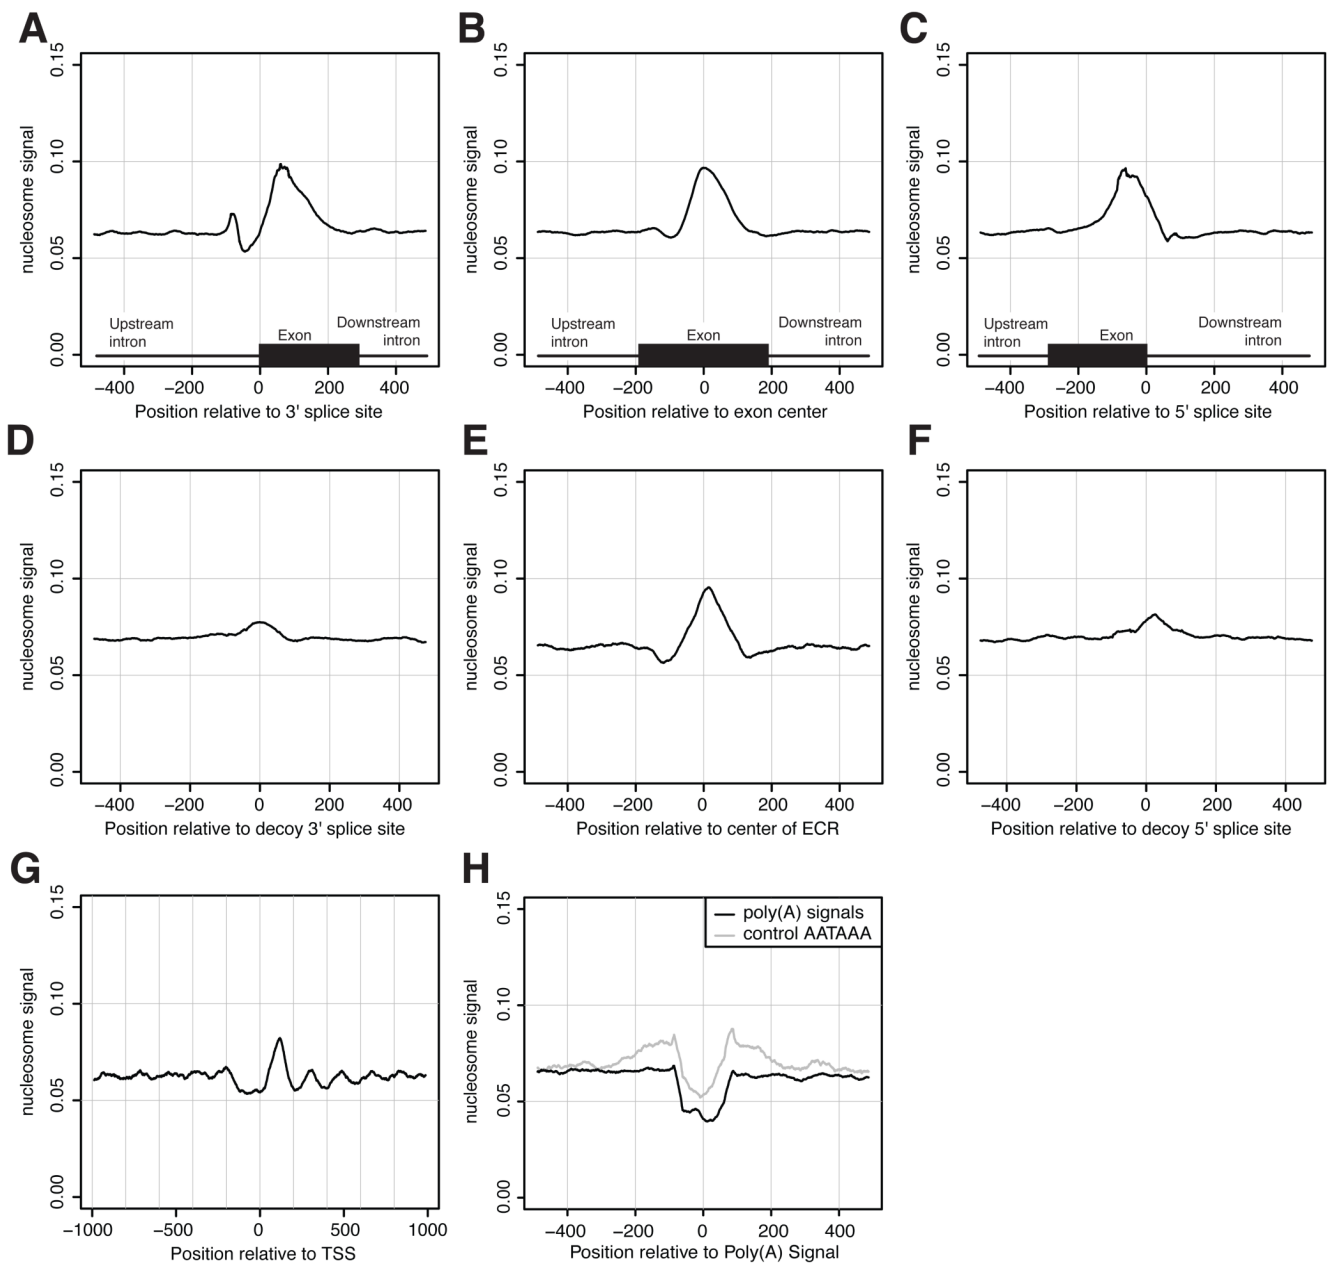 A
nucleosome signal
0.15
0.10
0.05
0.00
Upstream
intron
Exon
Downstream
intron
−400 −200 0 200 400
Position relative to 3' splice site
B
nucleosome signal
0.15
0.10
0.05
0.00
Upstream
intron
Exon
Downstream
intron
−400 −200 0 200 400
Position relative to exon center
C
nucleosome signal
0.15
0.10
0.05
0.00
Upstream
intron
Exon
Downstream
intron
−400 −200 0 200 400
Position relative to 5' splice site
D
nucleosome signal
0.15
0.10
0.05
0.00
−400 −200 0 200 400
Position relative to decoy 3' splice site
E
nucleosome signal
0.15
0.10
0.05
0.00
−400 −200 0 200 400
Position relative to center of ECR
F
nucleosome signal
0.15
0.10
0.05
0.00
−400 −200 0 200 400
Position relative to decoy 5' splice site
G
nucleosome signal
0.15
0.10
0.05
0.00
−1000 −500 0 500 1000
Position relative to TSS
H
nucleosome signal
0.15
0.10
0.05
0.00
poly(A) signals
control AATAAA
−400 −200 0 200 400
Position relative to Poly(A) Signal